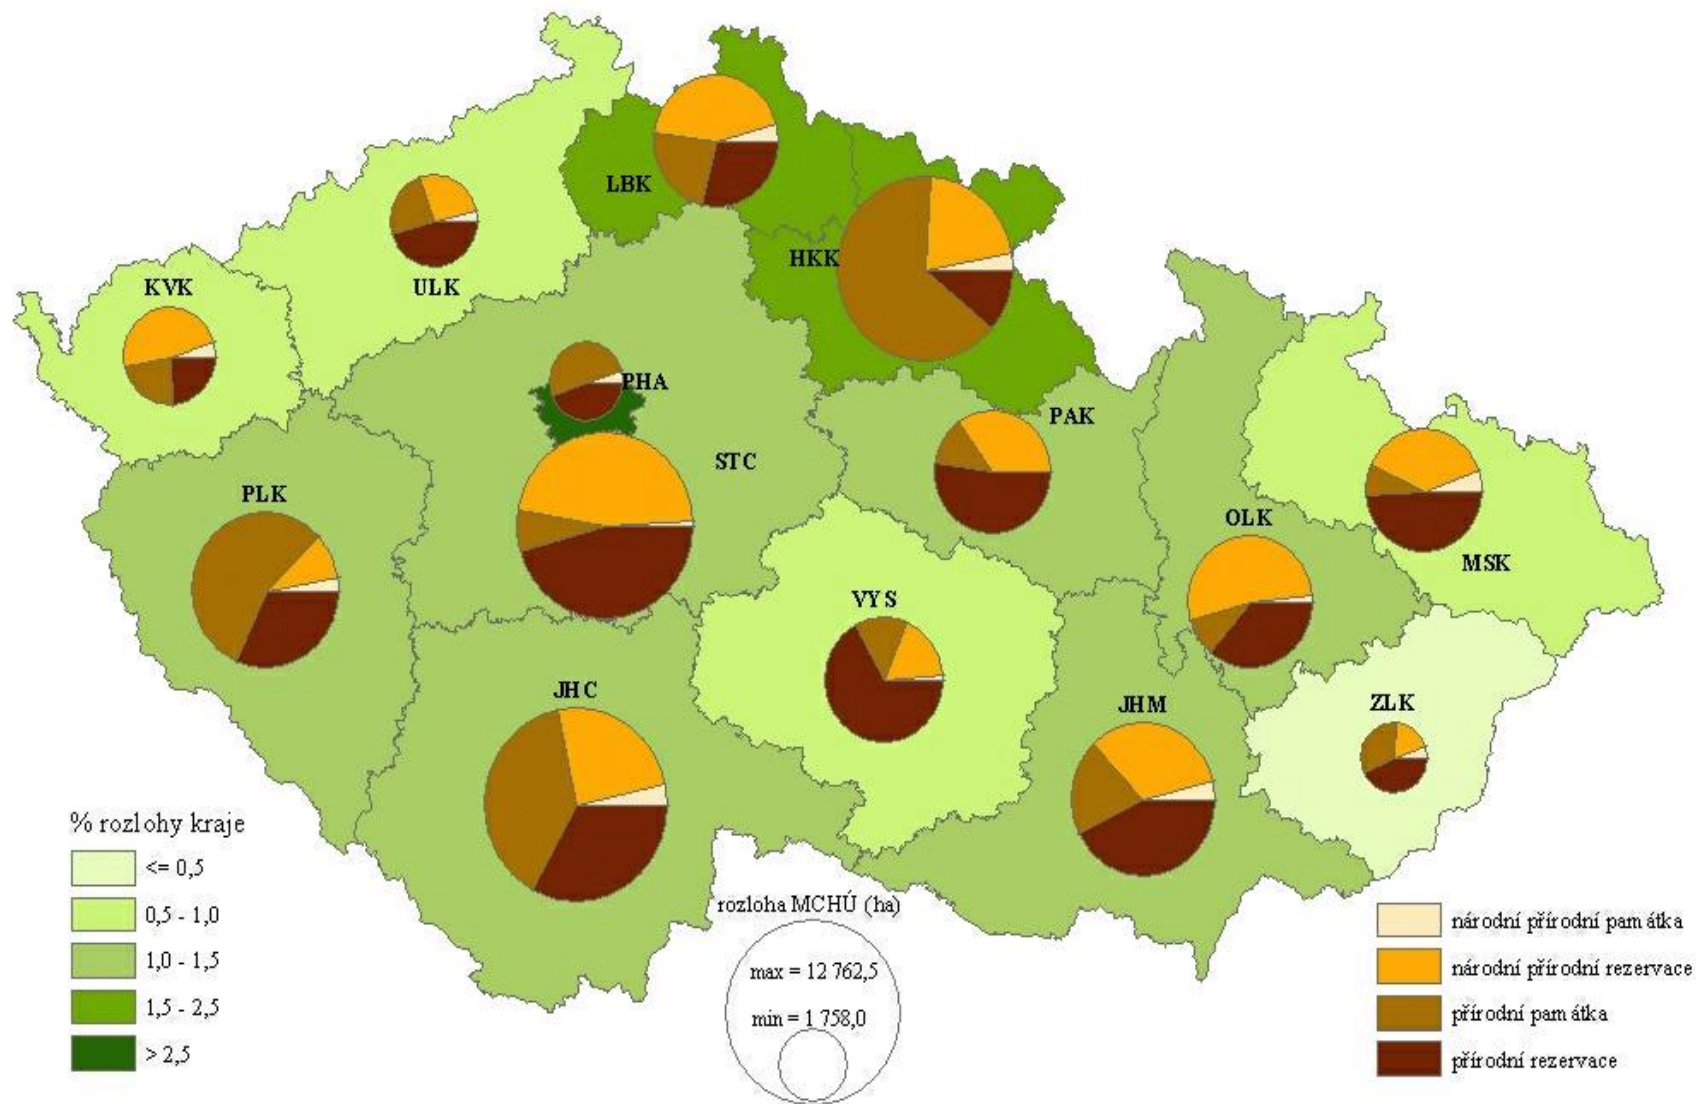 LBK
HKK
KVK
ULK
PHA
PAK
STC
PLK
OLK
MSK
VYS
JHC
JHM
ZLK
% rozlohy kraje
<= 0,5
0,5 - 1,0
1,0 - 1,5
1,5 - 2,5
> 2,5
rozloha MCHÚ (ha)
max = 12 762,5
min = 1 758,0
národní přírodní památka
národní přírodní rezervace
přírodní památka
přírodní rezervace